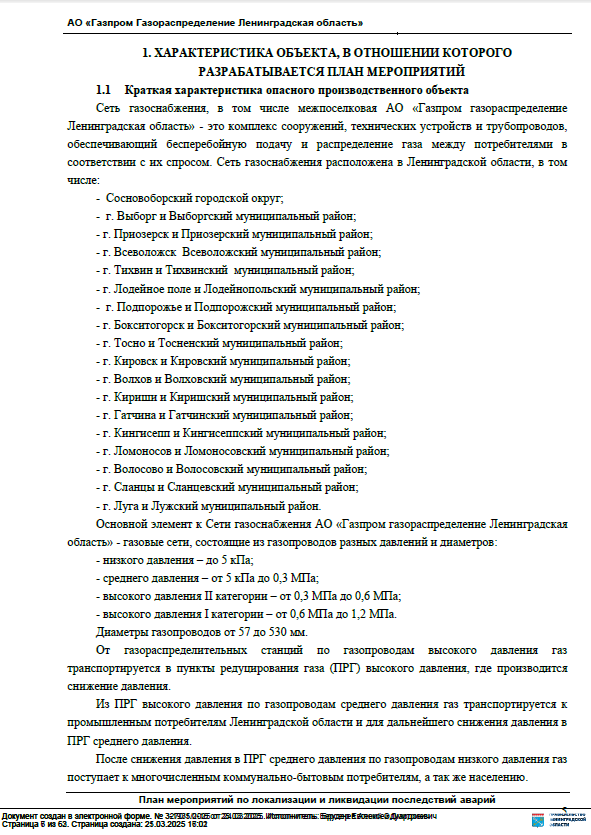 АО «Газпром Газораспределение Ленинградская область»
1. ХАРАКТЕРИСТИКА ОБЪЕКТА, В ОТНОШЕНИИ КОТОРОГО
РАЗРАБАТЫВАЕТСЯ ПЛАН МЕРОПРИЯТИЙ
1.1 Краткая характеристика опасного производственного объекта
Сеть газоснабжения, в том числе межпоселковая АО «Газпром газораспределение
Ленинградская область» - это комплекс сооружений, технических устройств и трубопроводов,
обеспечивающий бесперебойную подачу и распределение газа между потребителями в
соответствии с их спросом. Сеть газоснабжения расположена в Ленинградской области, в том
числе:
- Сосновоборский городской округ;
- г. Выборг и Выборгский муниципальный район;
- г. Приозерск и Приозерский муниципальный район;
- г. Всеволожск Всеволожский муниципальный район;
- г. Тихвин и Тихвинский муниципальный район;
- г. Лодейное поле и Лодейнопольский муниципальный район;
- г. Подпорожье и Подпорожский муниципальный район;
- г. Бокситогорск и Бокситогорский муниципальный район;
- г. Тосно и Тосненский муниципальный район;
- г. Кировск и Кировский муниципальный район;
- г. Волхов и Волховский муниципальный район;
- г. Кириши и Киришский муниципальный район;
- г. Гатчина и Гатчинский муниципальный район;
- г. Кингисепп и Кингисеппский муниципальный район;
- г. Ломоносов и Ломоносовский муниципальный район;
- г. Волосово и Волосовский муниципальный район;
- г. Сланцы и Сланцевский муниципальный район;
- г. Луга и Лужский муниципальный район.
Основной элемент к Сети газоснабжения АО «Газпром газораспределение Ленинградская
область» - газовые сети, состоящие из газопроводов разных давлений и диаметров:
- низкого давления – до 5 кПа;
- среднего давления – от 5 кПа до 0,3 МПа;
- высокого давления II категории – от 0,3 МПа до 0,6 МПа;
- высокого давления I категории – от 0,6 МПа до 1,2 МПа.
Диаметры газопроводов от 57 до 530 мм.
От газораспределительных станций по газопроводам высокого давления газ
транспортируется в пункты редуцирования газа (ПРГ) высокого давления, где производится
снижение давления.
Из ПРГ высокого давления по газопроводам среднего давления газ транспортируется к
промышленным потребителям Ленинградской области и для дальнейшего снижения давления в
ПРГ среднего давления.
После снижения давления в ПРГ среднего давления по газопроводам низкого давления газ
поступает к многочисленным коммунально-бытовым потребителям, а так же населению.
План мероприятий по локализации и ликвидации последствий аварий
5
Документ создан в электронной форме. № от Исполнитель:
Страница из 63. Страница создана: 25.03.2025